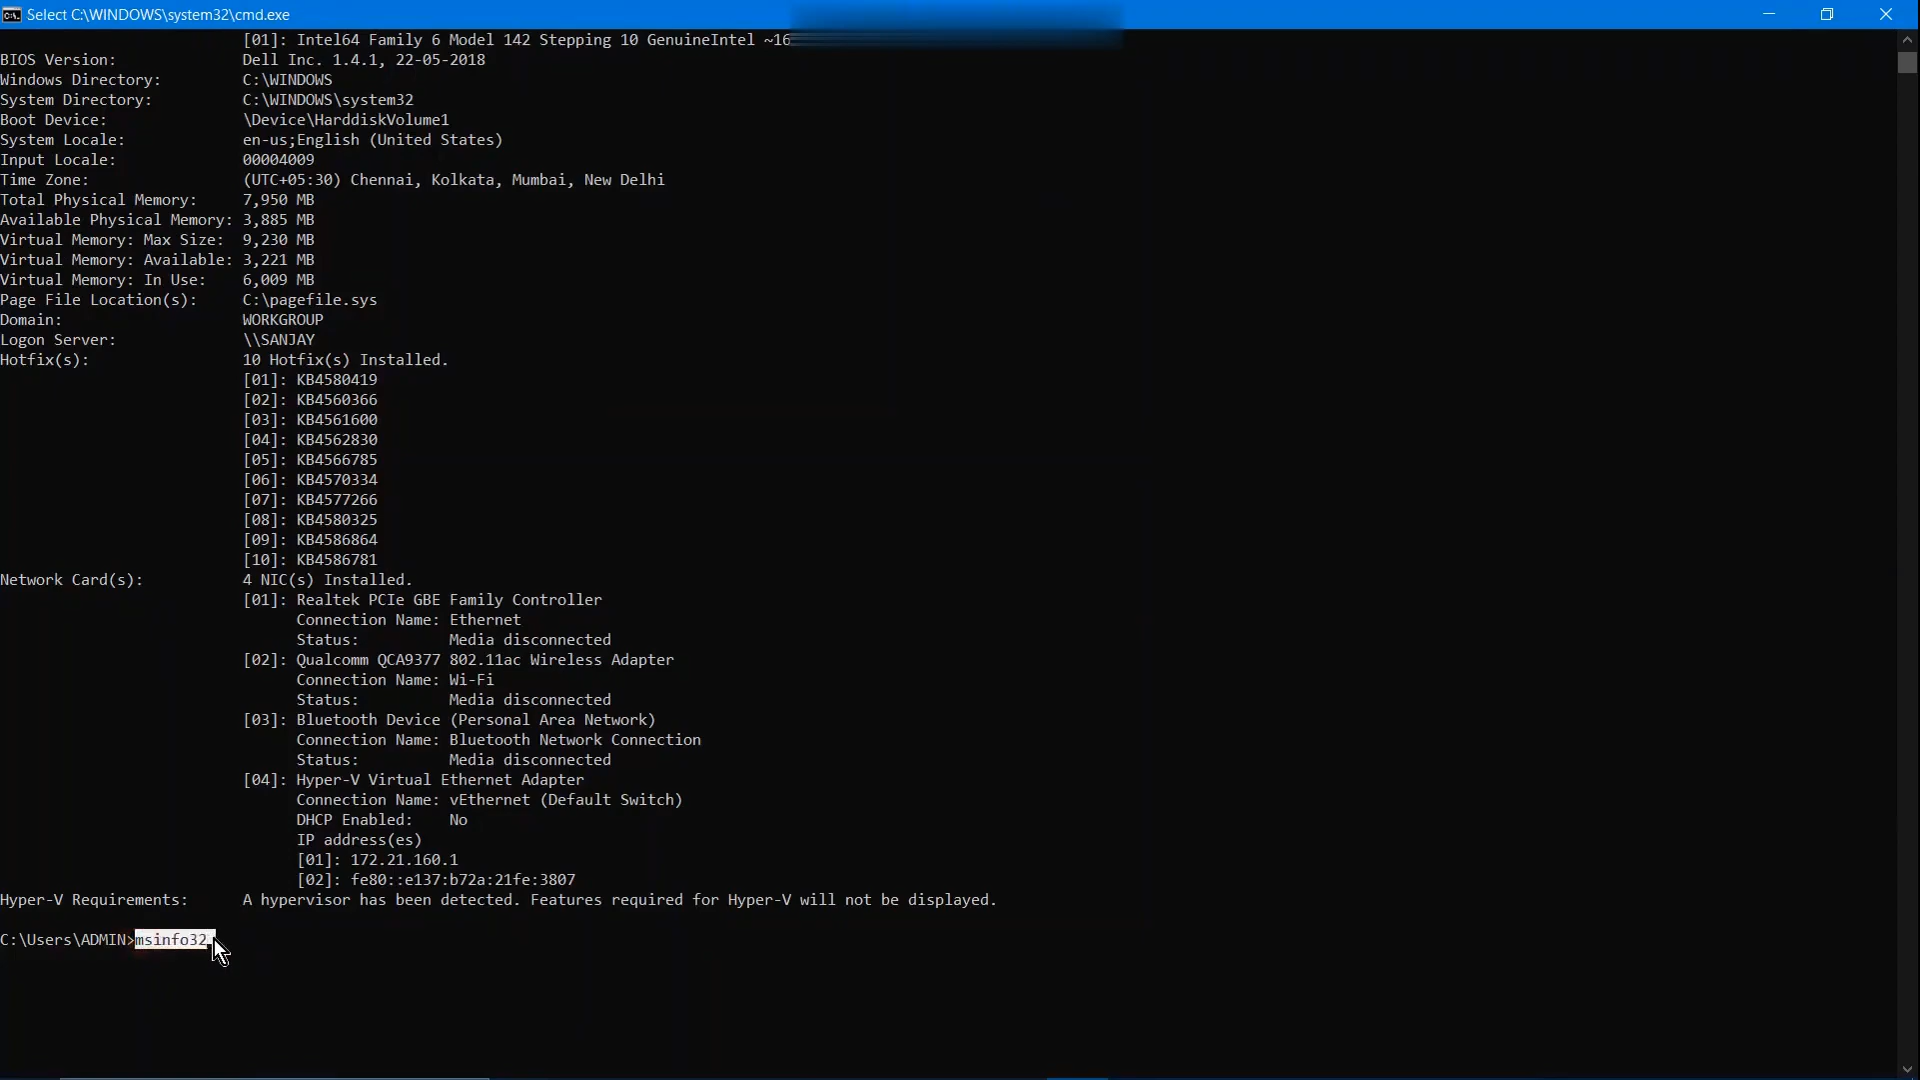 Select C:\WINDOWS\system32\cmd.exe
[01]: Intel64 Family 6 Model 142 Stepping 10 GenuineIntel ~16
BIOS Version: Dell Inc. 1.4.1, 22-05-2018
Windows Directory: C:\WINDOWS
System Directory: C:\WINDOWS\system32
Boot Device: \Device\HarddiskVolume1
System Locale: en-us;English (United States)
Input Locale: 00004009
Time Zone: (UTC+05:30) Chennai, Kolkata, Mumbai, New Delhi
Total Physical Memory: 7,950 MB
Available Physical Memory: 3,885 MB
Virtual Memory: Max Size: 9,230 MB
Virtual Memory: Available: 3,221 MB
Virtual Memory: In Use: 6,009 MB
Page File Location(s): C:\pagefile.sys
Domain: WORKGROUP
Logon Server: \\SANJAY
Hotfix(s): 10 Hotfix(s) Installed.
[01]: KB4580419
[02]: KB4560366
[03]: KB4561600
[04]: KB4562830
[05]: KB4566785
[06]: KB4570334
[07]: KB4577266
[08]: KB4580325
[09]: KB4586864
[10]: KB4586781
Network Card(s): 4 NIC(s) Installed.
[01]: Realtek PCIe GBE Family Controller
Connection Name: Ethernet
Status: Media disconnected
[02]: Qualcomm QCA9377 802.11ac Wireless Adapter
Connection Name: Wi-Fi
Status: Media disconnected
[03]: Bluetooth Device (Personal Area Network)
Connection Name: Bluetooth Network Connection
Status: Media disconnected
[04]: Hyper-V Virtual Ethernet Adapter
Connection Name: vEthernet (Default Switch)
DHCP Enabled: No
IP address(es)
[01]: 172.21.160.1
[02]: fe80::e137:b72a:21fe:3807
Hyper-V Requirements: A hypervisor has been detected. Features required for Hyper-V will not be displayed.
C:\Users\ADMIN>msinfo32